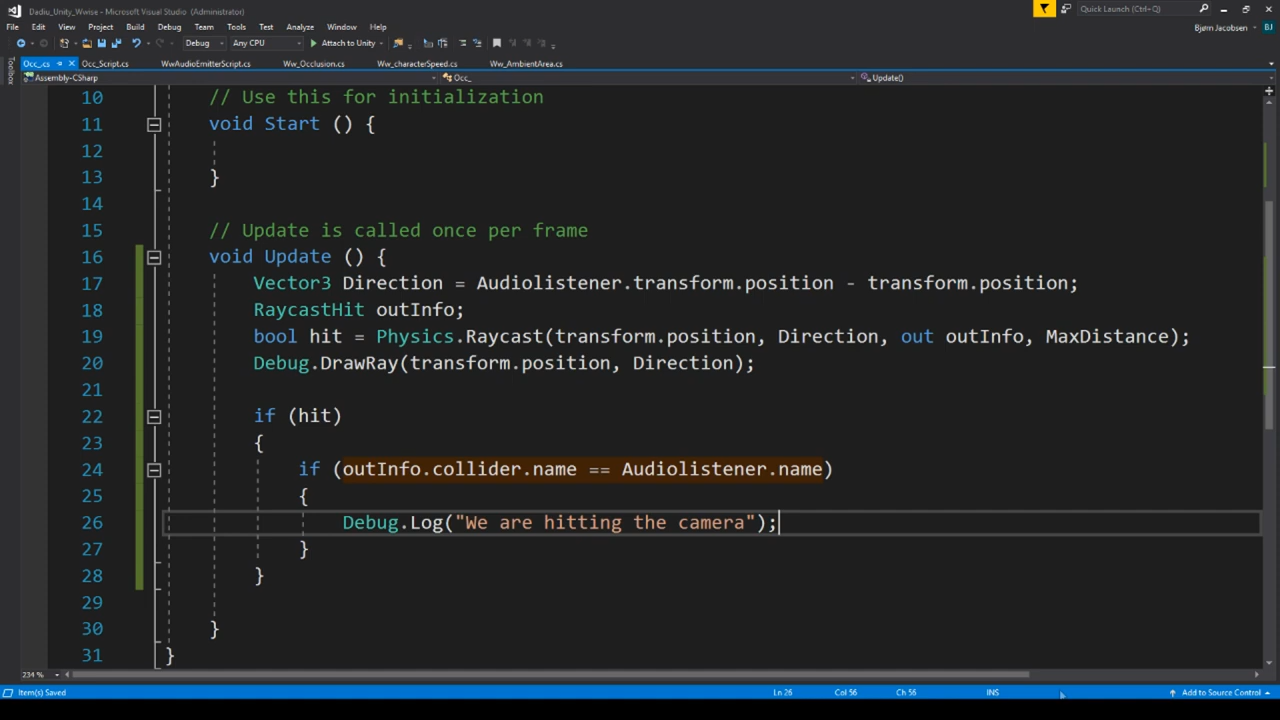 Dadiu_Unity_Wwise - Microsoft Visual Studio (Administrator)
Quick Launch (Ctrl+Q)
File Edit View Project Build Debug Team Tools Test Analyze Window Help
Bjørn Jacobsen BJ
Debug Any CPU Attach to Unity
Toolbox
Occ_.cs Occ_Script.cs WwAudioEmitterScript.cs Ww_Occlusion.cs Ww_characterSpeed.cs Ww_AmbientArea.cs
Assembly-CSharp Occ_ Update()
10 // Use this for initialization
11 void Start () {
12
13 }
14
15 // Update is called once per frame
16 void Update () {
17 Vector3 Direction = Audiolistener.transform.position - transform.position;
18 RaycastHit outInfo;
19 bool hit = Physics.Raycast(transform.position, Direction, out outInfo, MaxDistance);
20 Debug.DrawRay(transform.position, Direction);
21
22 if (hit)
23 {
24 if (outInfo.collider.name == Audiolistener.name)
25 {
26 Debug.Log("We are hitting the camera");
27 }
28 }
29
30 }
31 }
234 %
Item(s) Saved Ln 26 Col 56 Ch 56 INS Add to Source Control